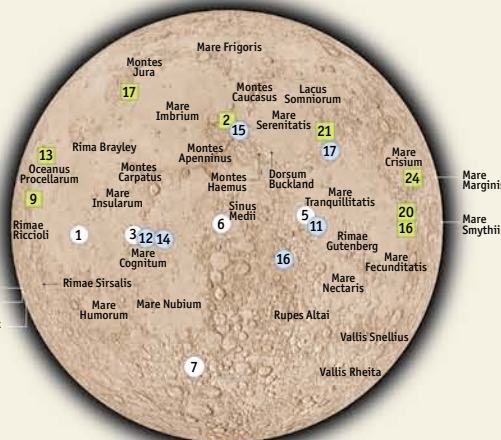 Mare Frigoris
Montes
Jura
17
Montes
Caucasus
Lacus
Somniorum
Mare
Imbrium
2
15
Mare
Serenitatis
21
17
13
Rima Brayley
Montes
Apenninus
Oceanus
Procellarum
Montes
Carpatus
Montes
Haemus
Dorsum
Buckland
Mare
Crisium
24
Mare
Marginis
9
Mare
Insularum
Sinus
Medii
Mare
Tranquillitatis
20
16
Mare
Smythii
Rimae
Riccioli
1
3
12
14
6
5
11
Rimae
Gutenberg
Mare
Cognitum
16
Mare
Fecunditatis
Rimae Sirsalis
Mare
Nectaris
Mare
Humorum
Mare Nubium
Rupes Altai
Vallis Snellius
7
Vallis Rheita